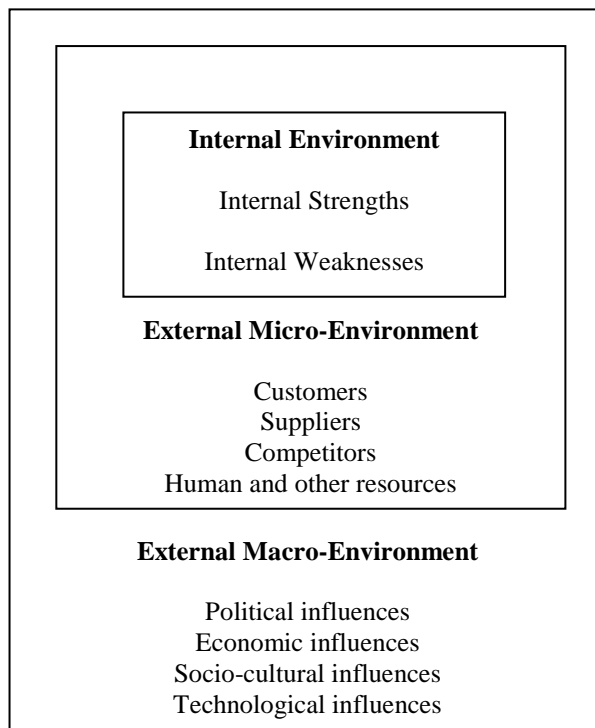 Internal Environment
Internal Strengths
Internal Weaknesses
External Micro-Environment
Customers
Suppliers
Competitors
Human and other resources
External Macro-Environment
Political influences
Economic influences
Socio-cultural influences
Technological influences